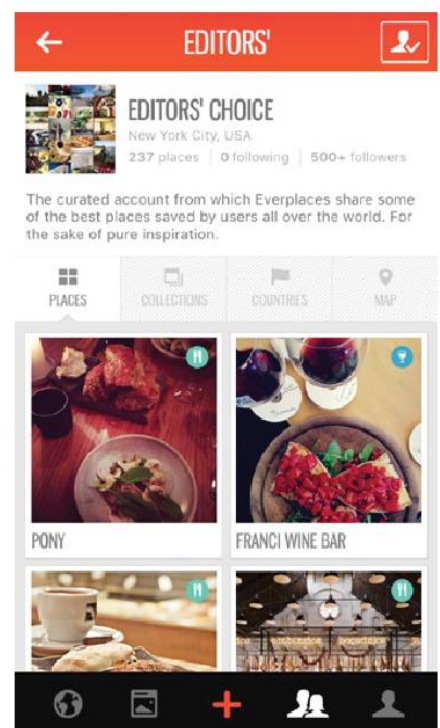 EDITORS'
EDITORS' CHOICE
New York City, USA
237 places | 0 following | 500+ followers
The curated account from which Everplaces share some
of the best places saved by users all over the world. For
the sake of pure inspiration.
PLACES COLLECTIONS COUNTRIES MAP
PONY FRANCI WINE BAR